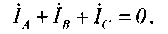 İ_A + İ_B + İ_C = 0.